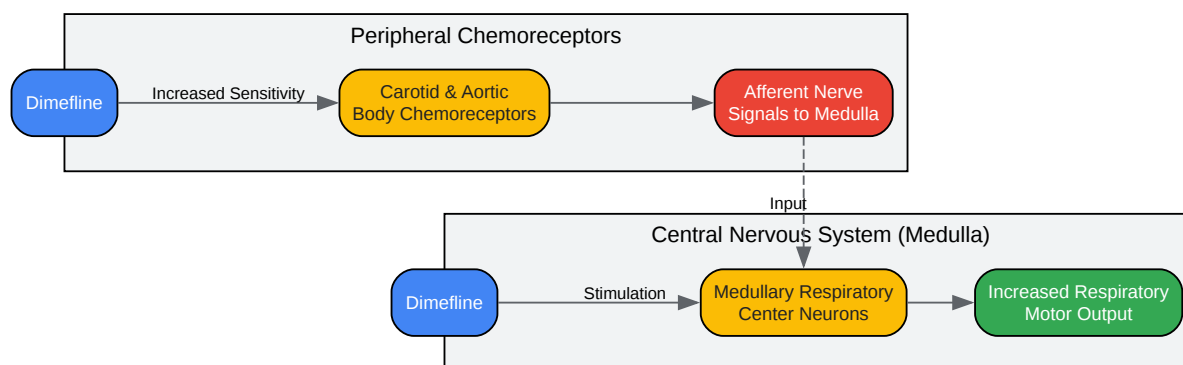 Peripheral Chemoreceptors
Dimefline
Increased Sensitivity
Carotid & Aortic
Body Chemoreceptors
Afferent Nerve
Signals to Medulla
Input
Central Nervous System (Medulla)
Dimefline
Stimulation
Medullary Respiratory
Center Neurons
Increased Respiratory
Motor Output